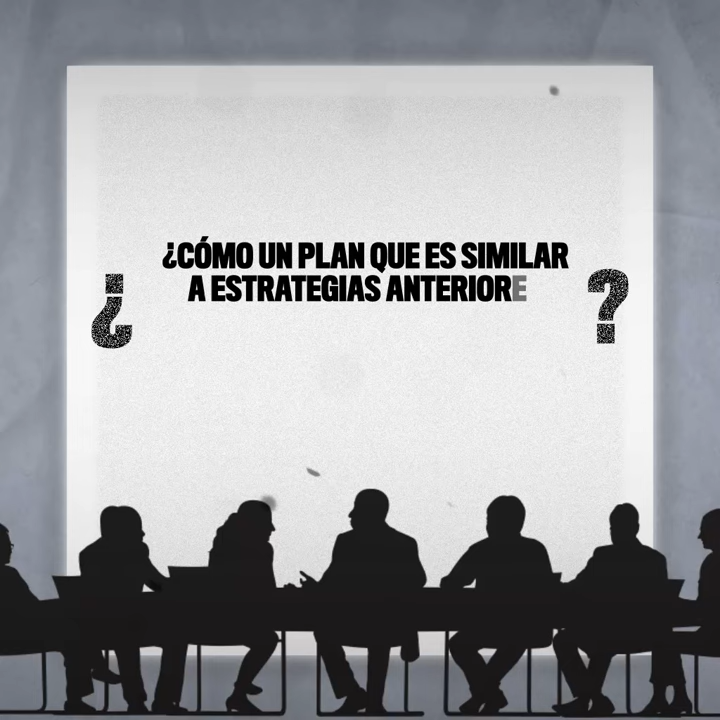 ¿CÓMO UN PLAN QUE ES SIMILAR
A ESTRATEGIAS ANTERIORE
¿ ?